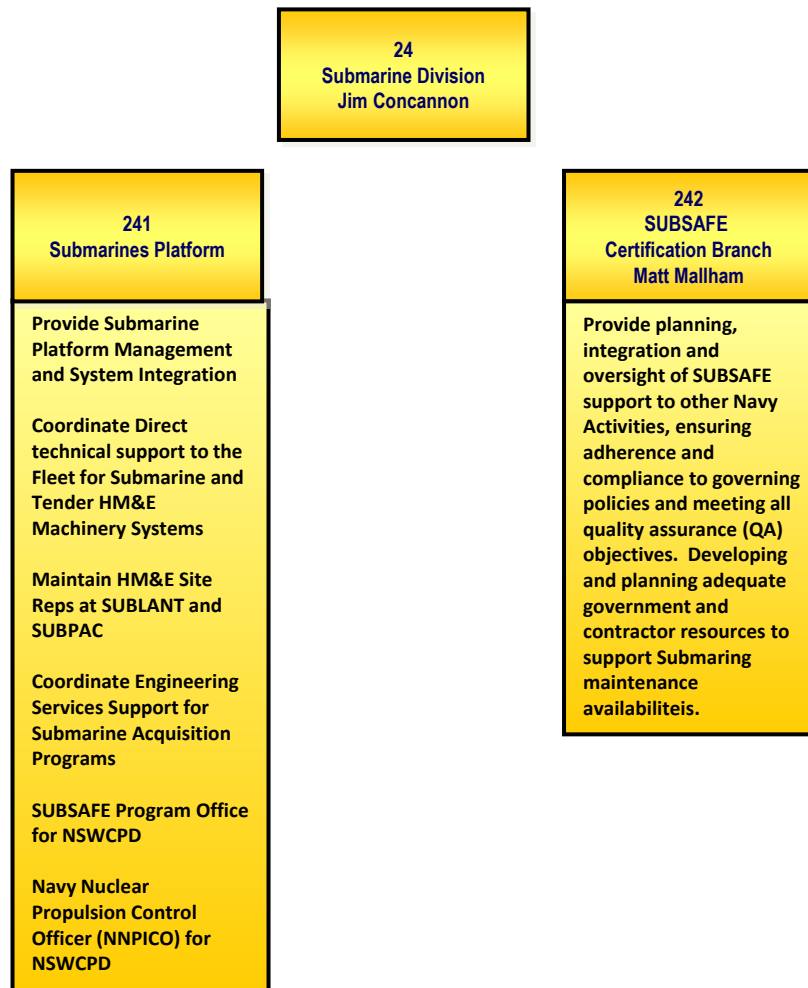 24
Submarine Division
Jim Concannon
241
Submarines Platform
Provide Submarine
Platform Management
and System Integration
Coordinate Direct
technical support to the
Fleet for Submarine and
Tender HM&E
Machinery Systems
Maintain HM&E Site
Reps at SUBLANT and
SUBPAC
Coordinate Engineering
Services Support for
Submarine Acquisition
Programs
SUBSAFE Program Office
for NSWCPD
Navy Nuclear
Propulsion Control
Officer (NNPICO) for
NSWCPD
242
SUBSAFE
Certification Branch
Matt Mallham
Provide planning,
integration and
oversight of SUBSAFE
support to other Navy
Activities, ensuring
adherence and
compliance to governing
policies and meeting all
quality assurance (QA)
objectives.  Developing
and planning adequate
government and
contractor resources to
support Submaring
maintenance
availabiliteis.